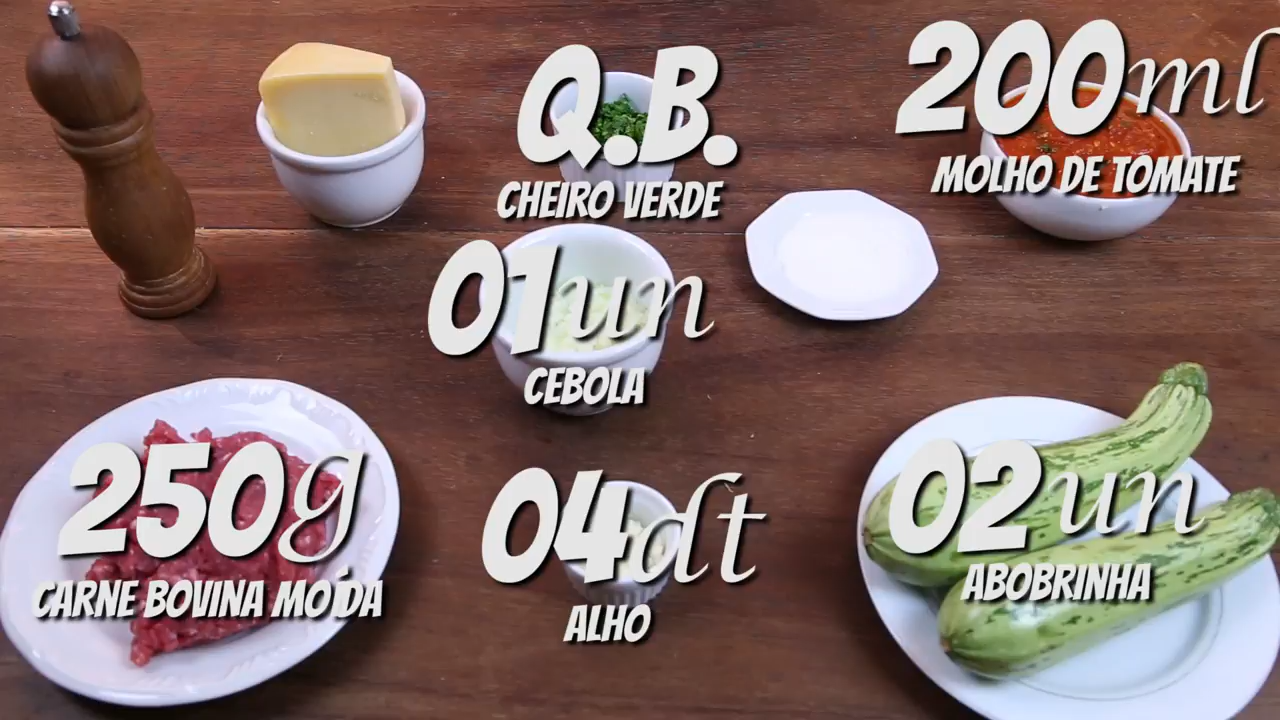 Q.B.
CHEIRO VERDE
200ml
MOLHO DE TOMATE
01un
CEBOLA
250g
CARNE BOVINA MOÍDA
04dt
ALHO
02un
ABOBRINHA